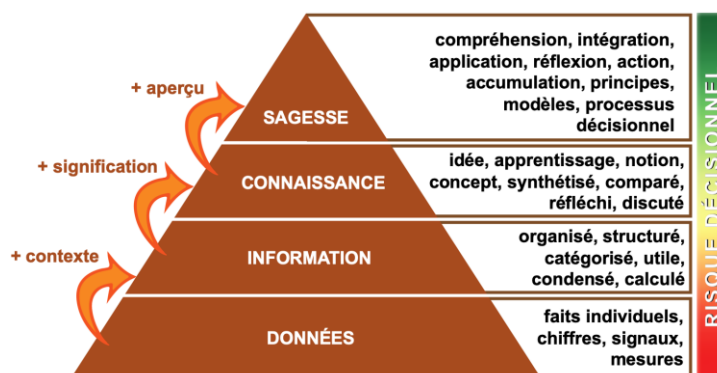 compréhension, intégration,
application, réflexion, action,
accumulation, principes,
modèles, processus
décisionnel
+ aperçu
SAGESSE
+ signification
idée, apprentissage, notion,
concept, synthétisé, comparé,
réfléchi, discuté
CONNAISSANCE
+ contexte
organisé, structuré,
catégorisé, utile,
condensé, calculé
INFORMATION
faits individuels,
chiffres, signaux,
mesures
DONNÉES
RISQUE DÉCISIONNEL